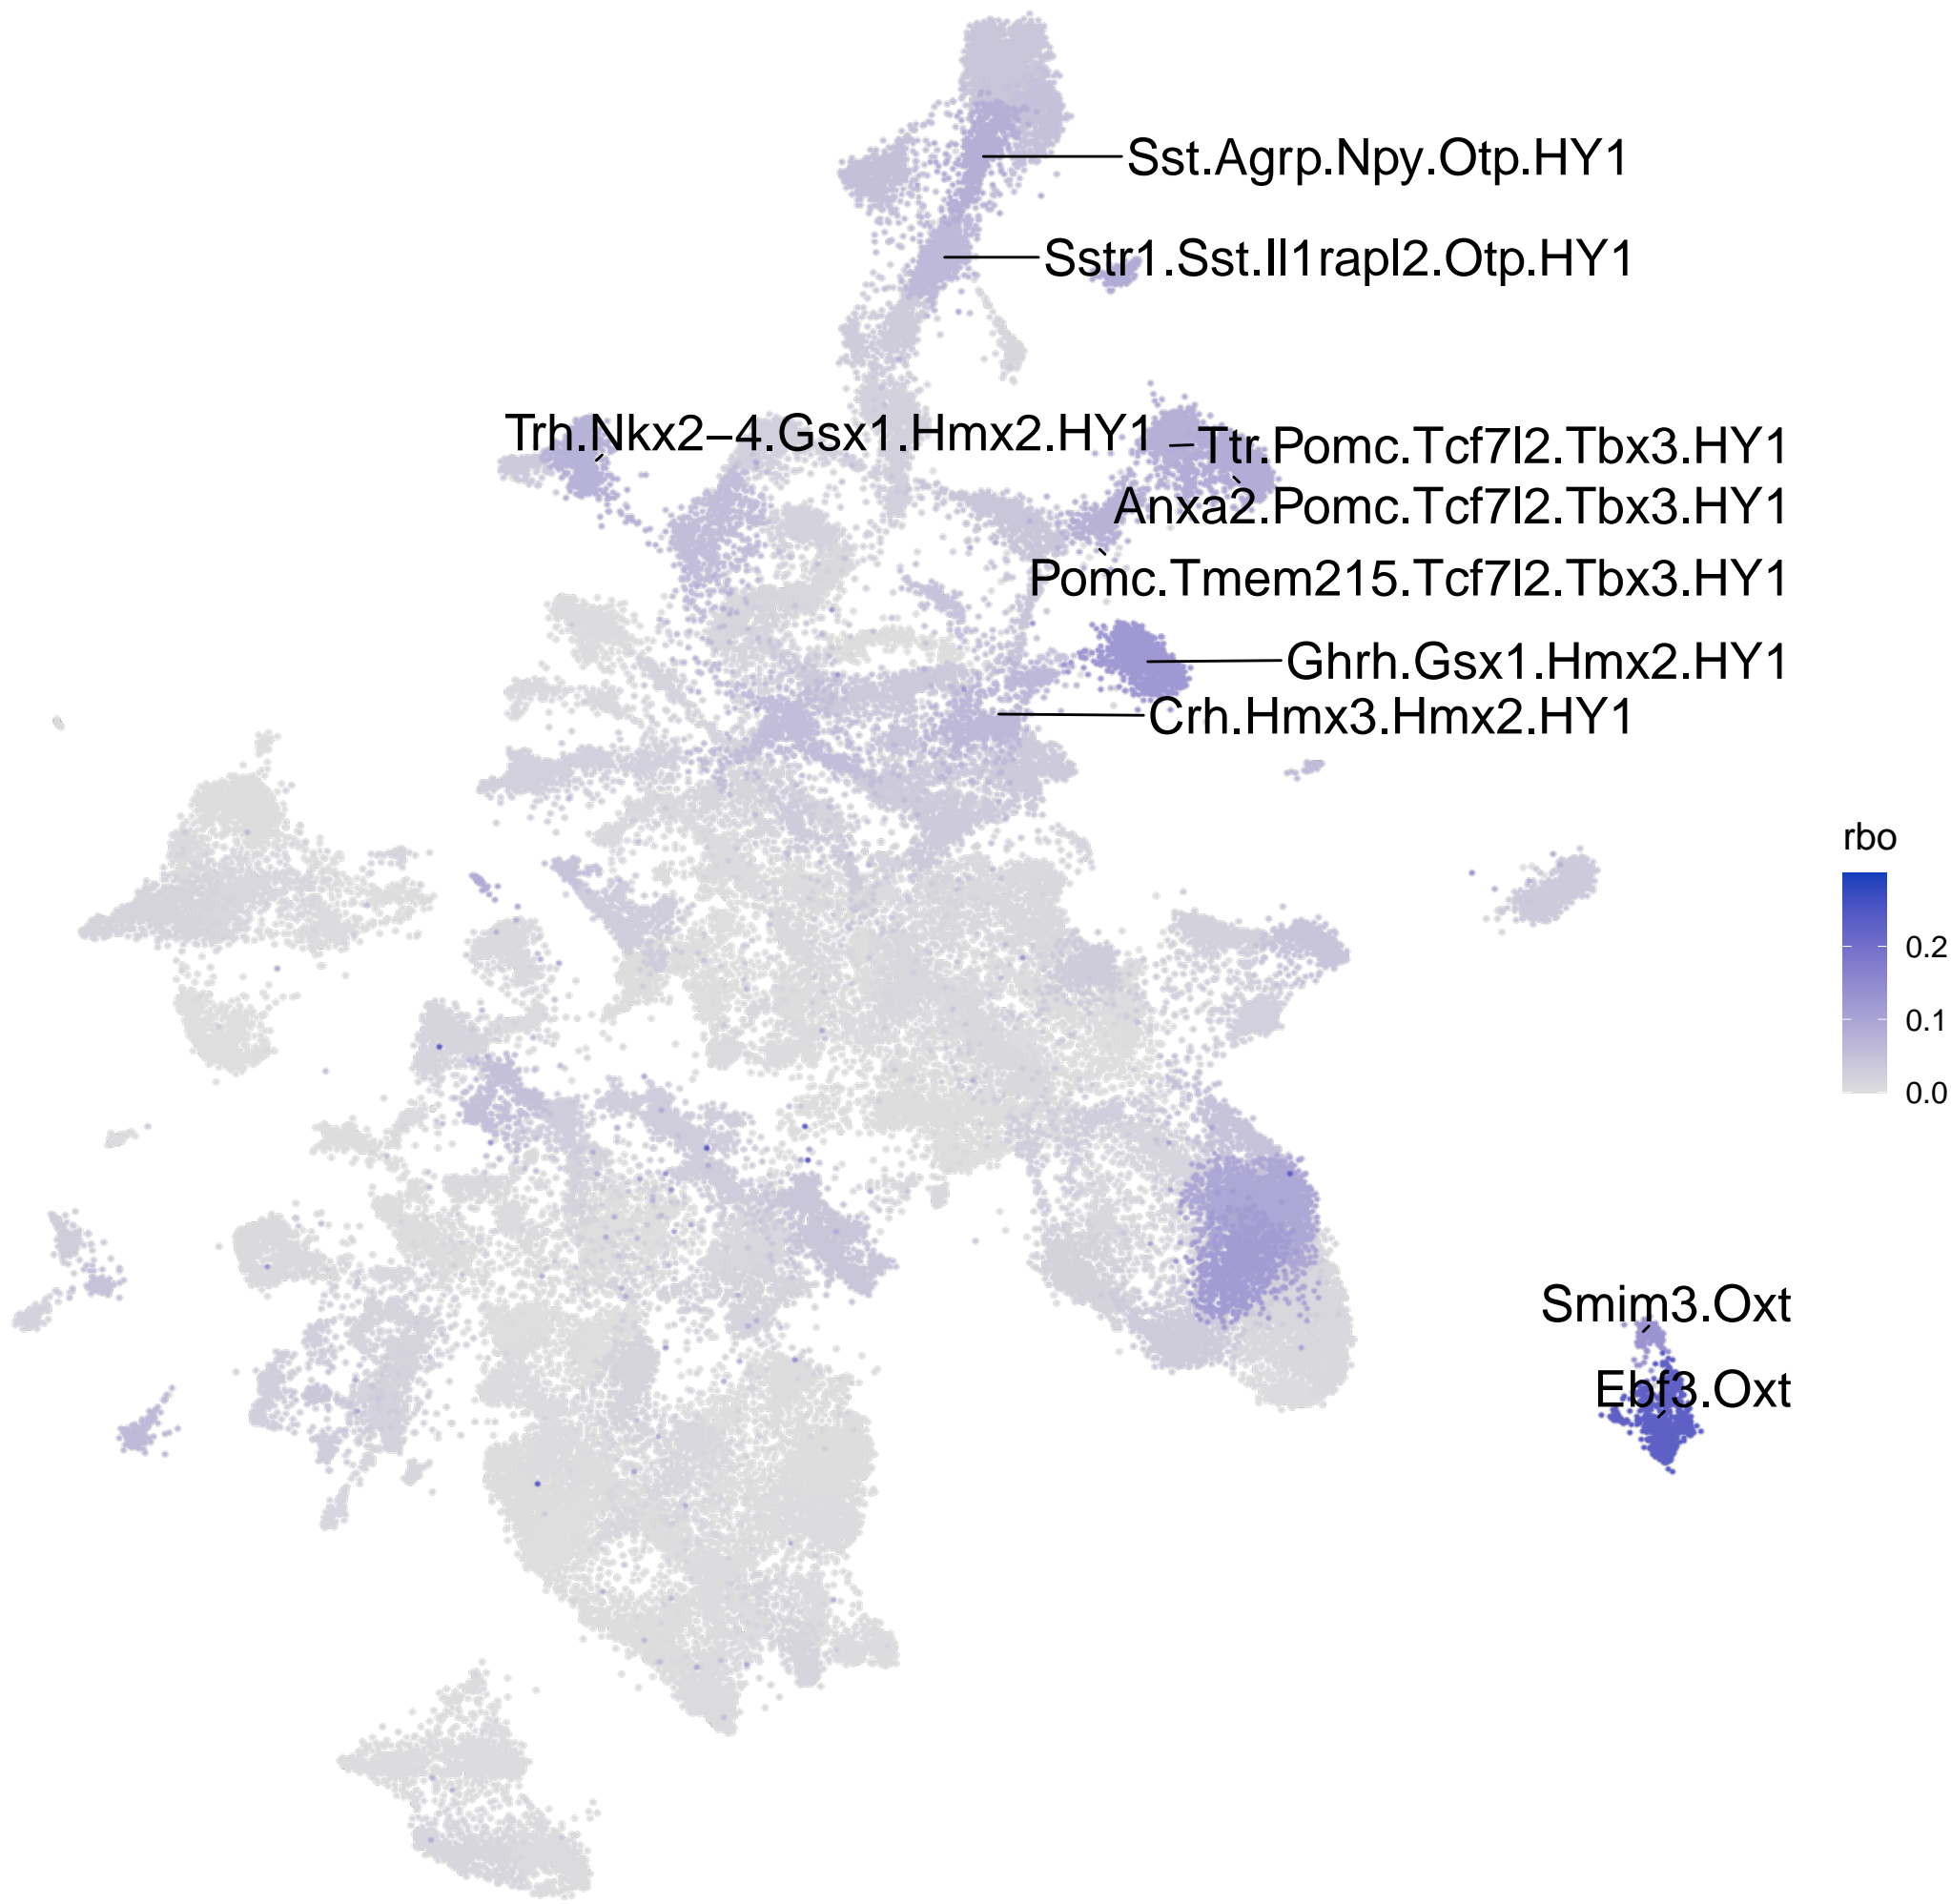 Sst.Agrp.Npy.Otp.HY1
Sstr1.Sst.Il1rapl2.Otp.HY1
Trh.Nkx2−4.Gsx1.Hmx2.HY1
Ttr.Pomc.Tcf7l2.Tbx3.HY1
Anxa2.Pomc.Tcf7l2.Tbx3.HY1
Pomc.Tmem215.Tcf7l2.Tbx3.HY1
Ghrh.Gsx1.Hmx2.HY1
Crh.Hmx3.Hmx2.HY1
rbo
0.2
0.1
0.0
Smim3.Oxt
Ebf3.Oxt